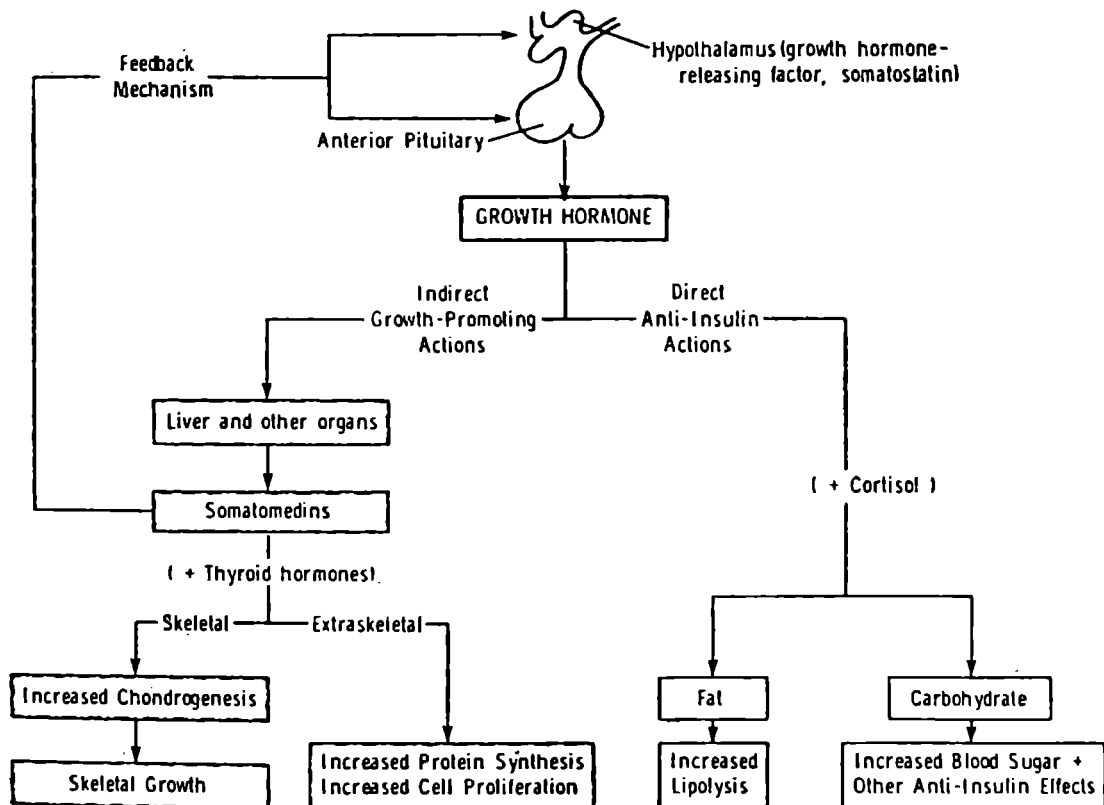 Feedback
Mechanism
Hypothalamus (growth hormone-
releasing factor, somatostatin)
Anterior Pituitary
GROWTH HORMONE
Indirect
Growth-Promoting
Actions
Direct
Anti-Insulin
Actions
Liver and other organs
Somatomedins
( + Thyroid hormones)
( + Cortisol )
Skeletal
Extraskeletal
Increased Chondrogenesis
Skeletal Growth
Increased Protein Synthesis
Increased Cell Proliferation
Fat
Carbohydrate
Increased
Lipolysis
Increased Blood Sugar +
Other Anti-Insulin Effects